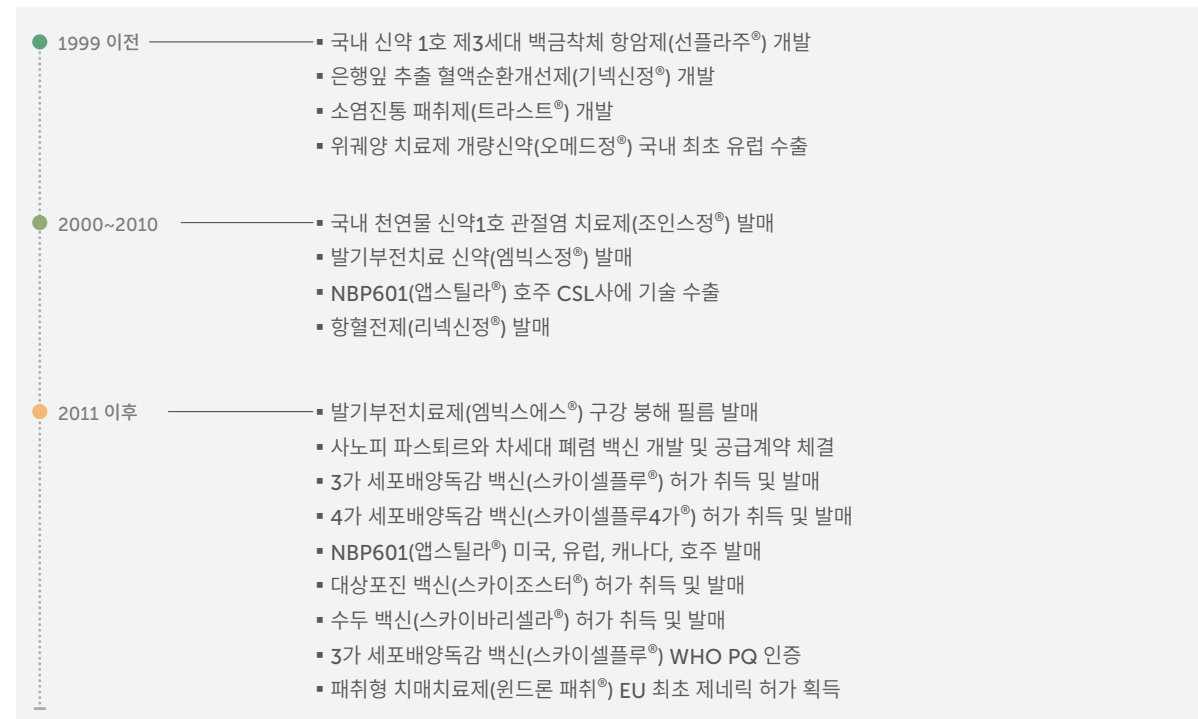 1999 이전
▪ 국내 신약 1호 제3세대 백금착체 항암제(선플라주®) 개발
▪ 은행잎 추출 혈액순환개선제(기넥신정®) 개발
▪ 소염진통 패취제(트라스트®) 개발
▪ 위궤양 치료제 개량신약(오메드정®) 국내 최초 유럽 수출
2000~2010
▪ 국내 천연물 신약1호 관절염 치료제(조인스정®) 발매
▪ 발기부전치료 신약(엠빅스정®) 발매
▪ NBP601(앱스틸라®) 호주 CSL사에 기술 수출
▪ 항혈전제(리넥신정®) 발매
2011 이후
▪ 발기부전치료제(엠빅스에스®) 구강 붕해 필름 발매
▪ 사노피 파스퇴르와 차세대 폐렴 백신 개발 및 공급계약 체결
▪ 3가 세포배양독감 백신(스카이셀플루®) 허가 취득 및 발매
▪ 4가 세포배양독감 백신(스카이셀플루4가®) 허가 취득 및 발매
▪ NBP601(앱스틸라®) 미국, 유럽, 캐나다, 호주 발매
▪ 대상포진 백신(스카이조스터®) 허가 취득 및 발매
▪ 수두 백신(스카이바리셀라®) 허가 취득 및 발매
▪ 3가 세포배양독감 백신(스카이셀플루®) WHO PQ 인증
▪ 패취형 치매치료제(윈드론 패취®) EU 최초 제네릭 허가 획득